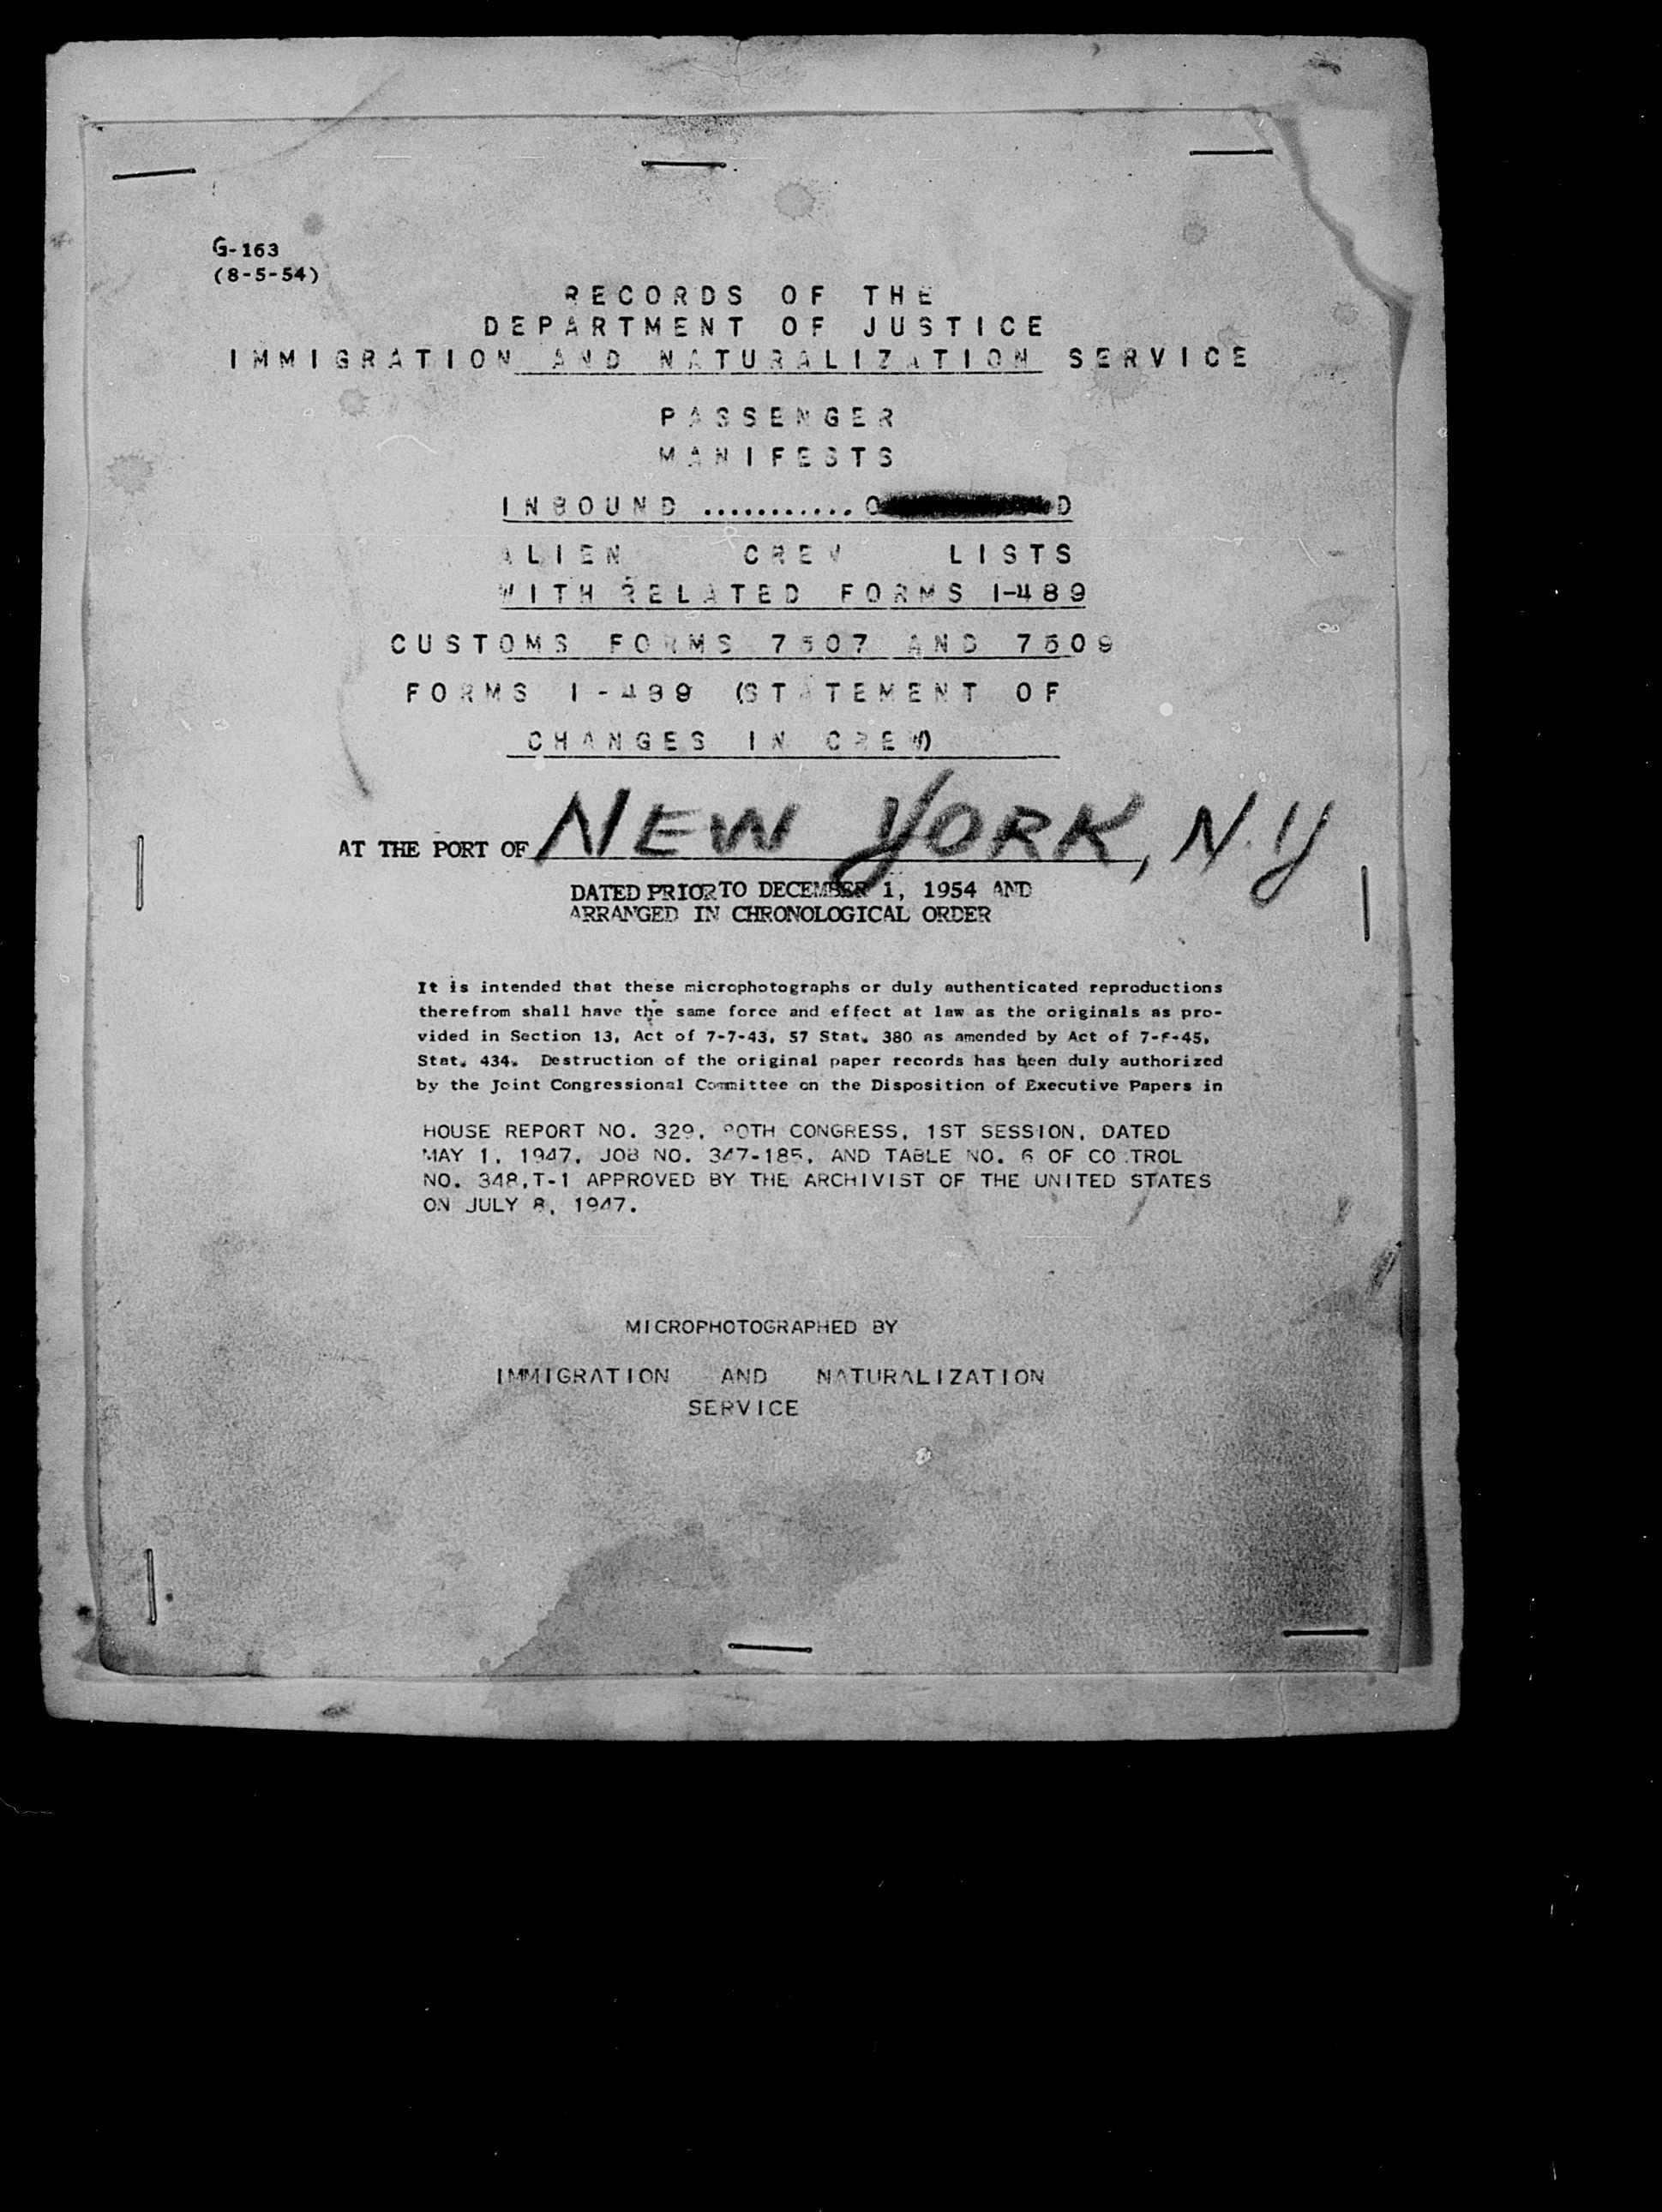 G-163
(8-5-54)
RECORDS OF THE
DEPARTMENT OF JUSTICE
IMMIGRATION AND NATURALIZATION SERVICE
PASSENGER
MANIFESTS
INBOUND ...........O D
ALIEN CREW LISTS
WITH RELATED FORMS I-489
CUSTOMS FORMS 7507 AND 7509
FORMS I-489 (STATEMENT OF
CHANGES IN CREW)
AT THE PORT OF NEW YORK, N.Y
DATED PRIOR TO DECEMBER 1, 1954 AND
ARRANGED IN CHRONOLOGICAL ORDER
It is intended that these microphotographs or duly authenticated reproductions
therefrom shall have the same force and effect at law as the originals as pro-
vided in Section 13, Act of 7-7-43, 57 Stat. 380 as amended by Act of
Stat. 434. Destruction of the original paper records has been duly authorized
by the Joint Congressional Committee on the Disposition of Executive Papers in
HOUSE REPORT NO. 329, 80TH CONGRESS, 1ST SESSION, DATED
MAY 1, 1947, JOB NO. 347-185, AND TABLE NO. 6 OF CO TROL
NO. 348,T-1 APPROVED BY THE ARCHIVIST OF THE UNITED STATES
ON JULY 8, 1947.
MICROPHOTOGRAPHED BY
IMMIGRATION AND NATURALIZATION
SERVICE